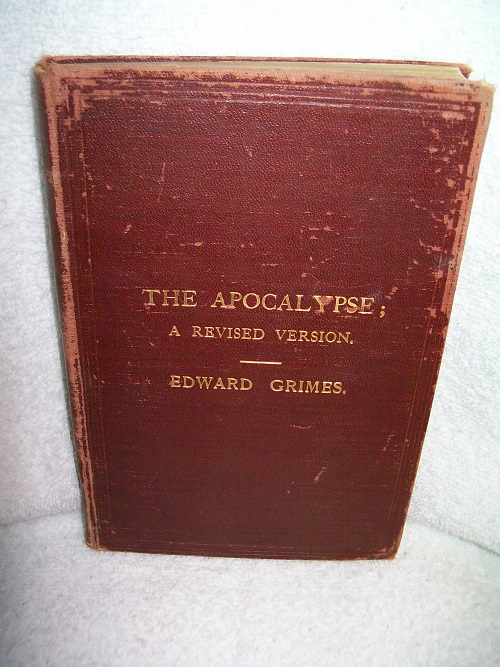 THE APOCALYPSE;
A REVISED VERSION.
EDWARD GRIMES.